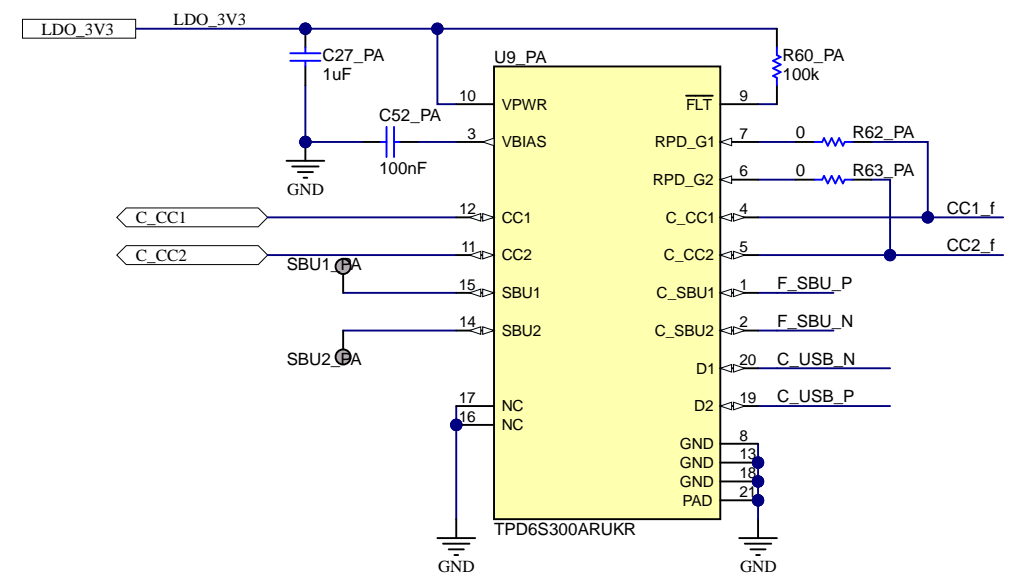 LDO_3V3
LDO_3V3
C27_PA
1uF
U9_PA
R60_PA
100k
10
VPWR
FLT
9
C52_PA
100nF
3
VBIAS
RPD_G1
7
0
R62_PA
GND
RPD_G2
6
0
R63_PA
C_CC1
12
CC1
C_CC1
4
CC1_f
C_CC2
11
CC2
C_CC2
5
CC2_f
SBU1_PA
15
SBU1
C_SBU1
1
F_SBU_P
14
SBU2
C_SBU2
2
F_SBU_N
SBU2_PA
D1
20
C_USB_N
17
NC
D2
19
C_USB_P
16
NC
GND
8
GND
13
GND
18
PAD
21
TPD6S300ARUKR
GND
GND